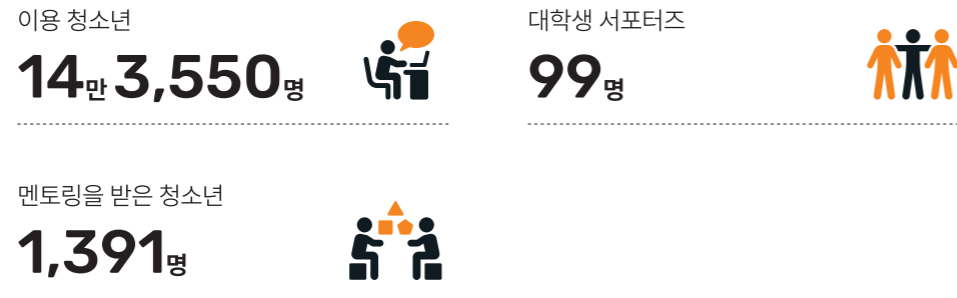 이용 청소년
14만 3,550명
대학생 서포터즈
99명
멘토링을 받은 청소년
1,391명